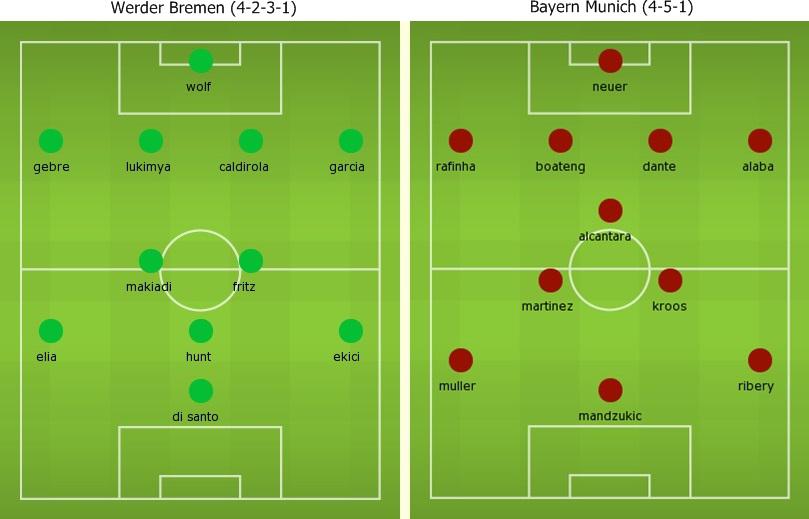 Werder Bremen (4-2-3-1)
wolf
gebre lukimya caldirola garcia
makiadi fritz
elia hunt ekici
di santo
Bayern Munich (4-5-1)
neuer
rafinha boateng dante alaba
alcantara
martinez kroos
muller ribery
mandzukic